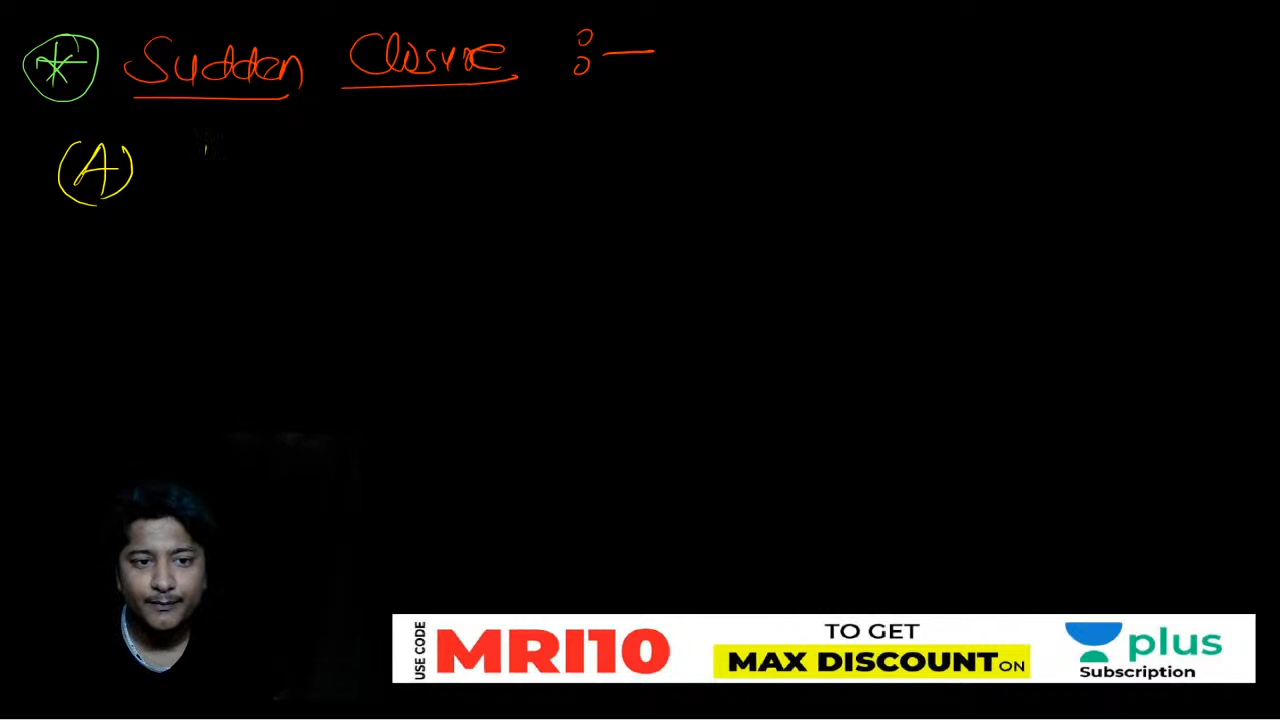 * Sudden Closure :-
(A)
USE CODE MRI10 TO GET MAX DISCOUNT ON plus Subscription